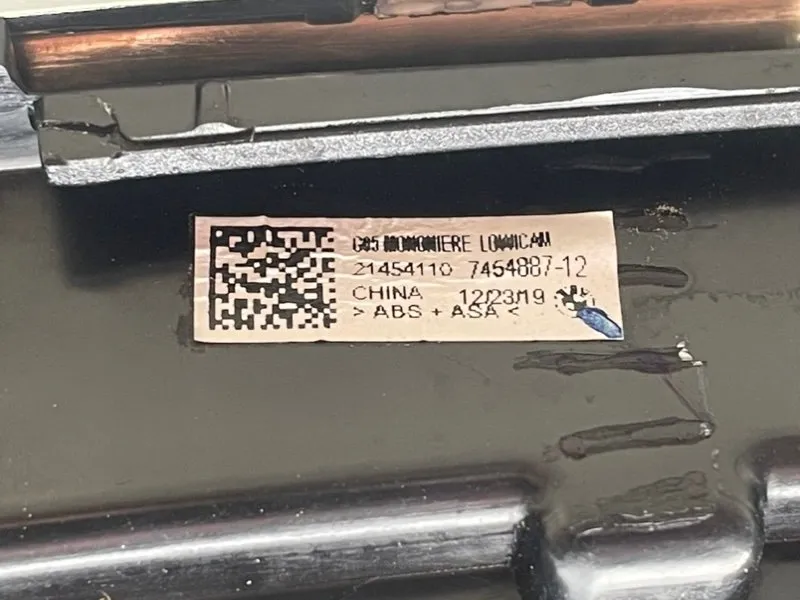 G05 MONONIERE LOWICAM
21454110 7454887-12
CHINA 12/23/19
> ABS + ASA <